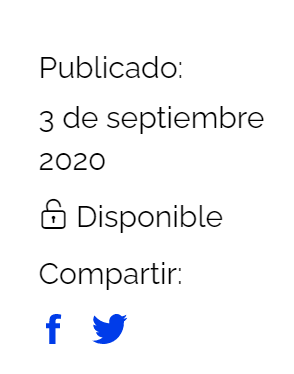 Publicado:
3 de septiembre
2020
Disponible
Compartir: